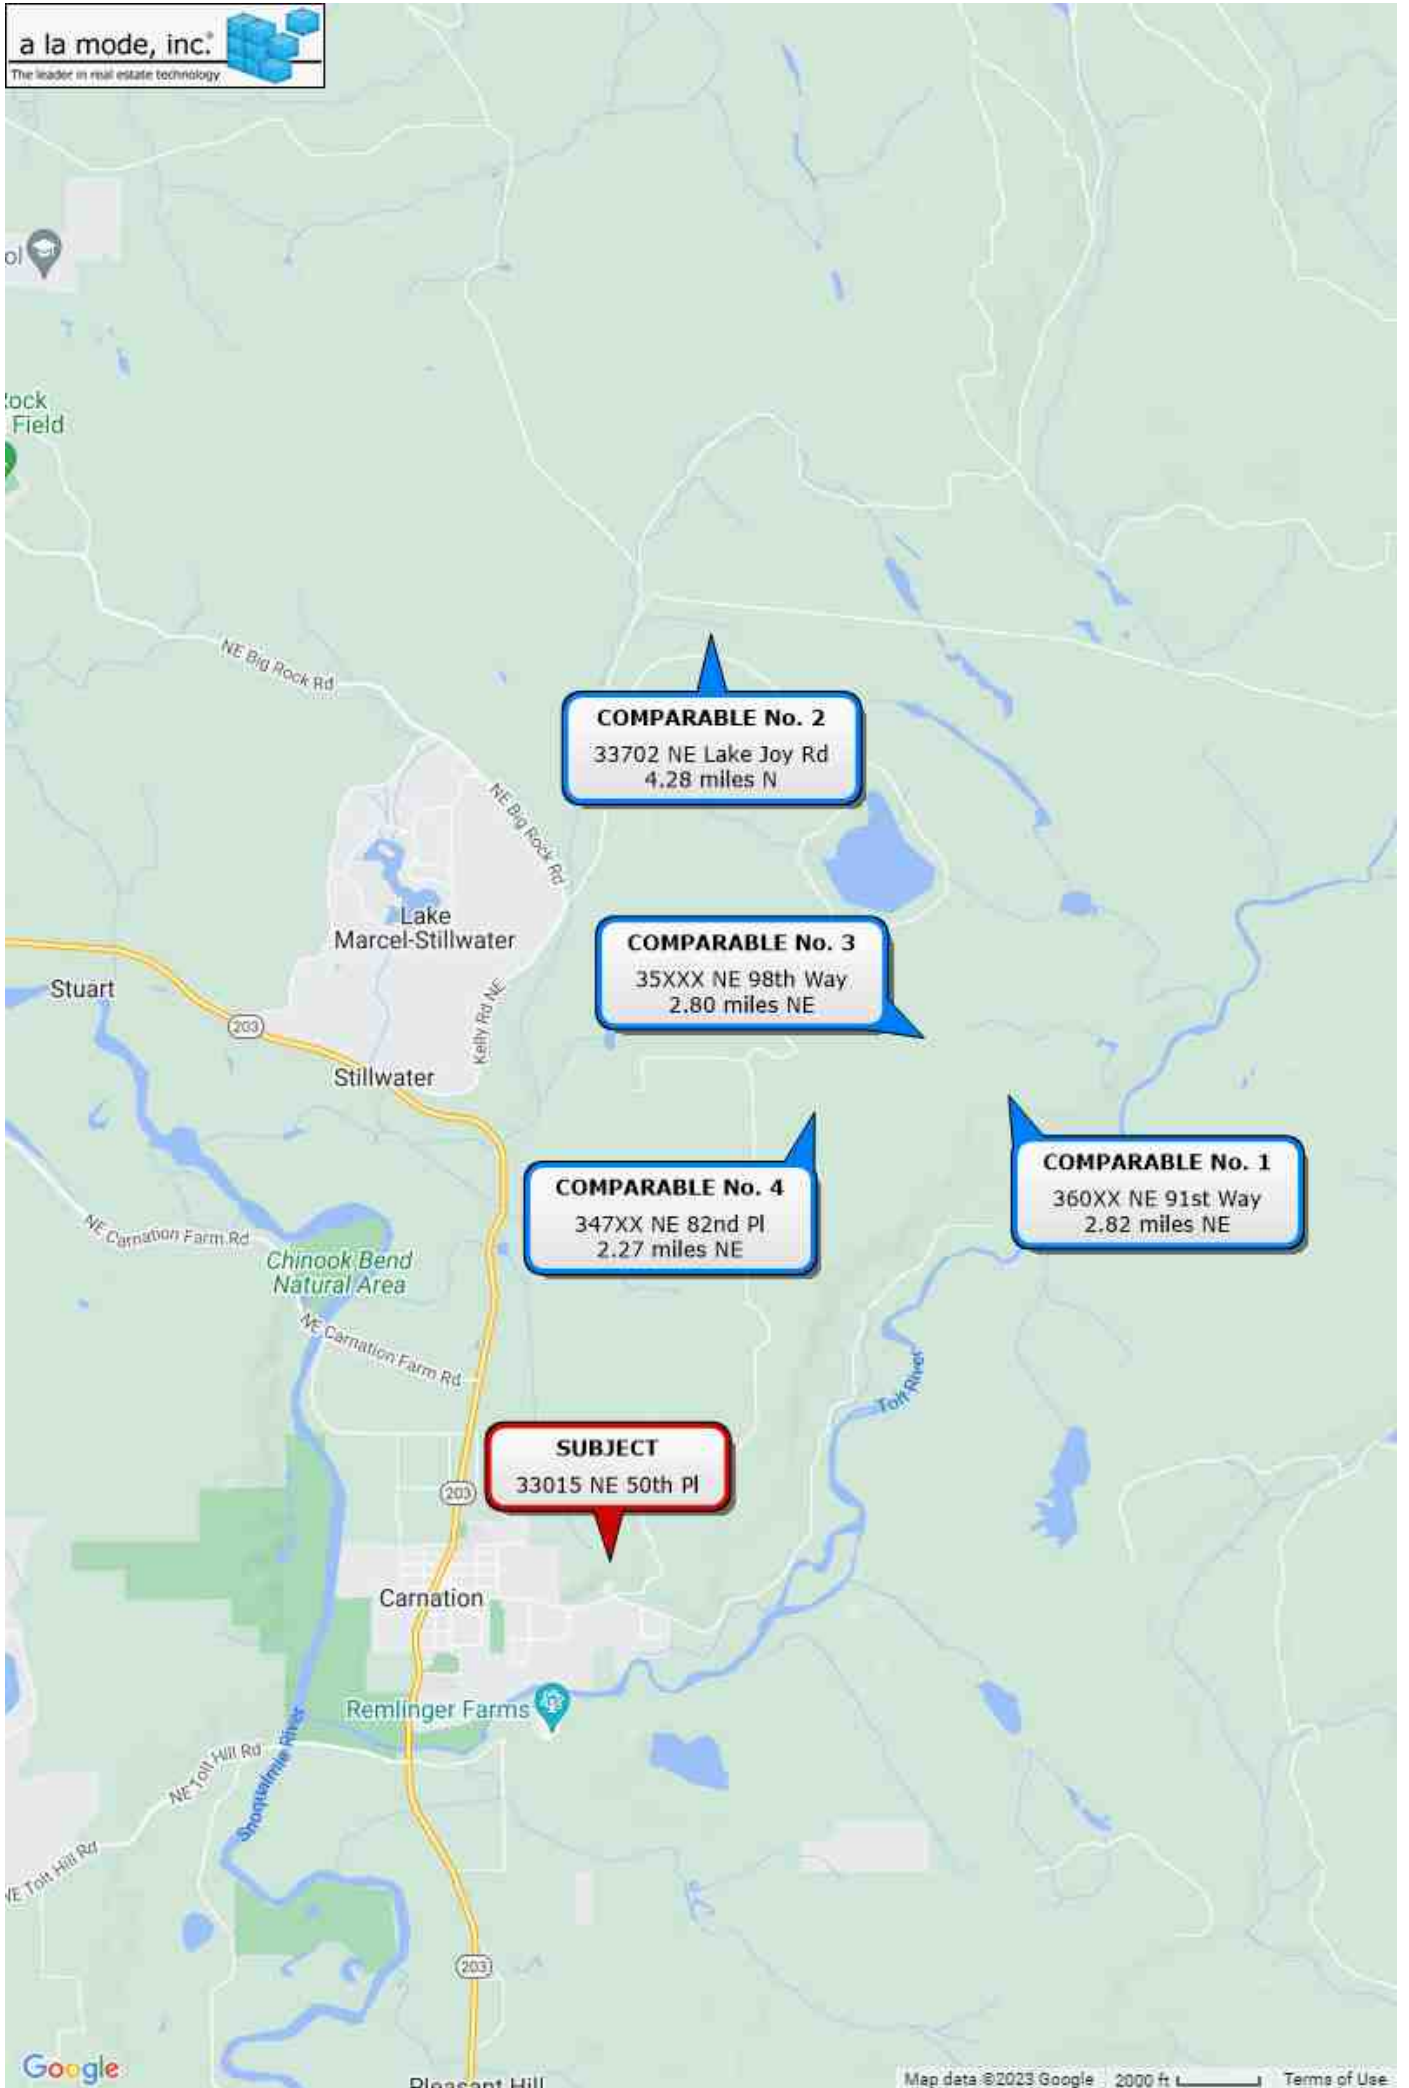 a la mode, inc.®
The leader in real estate technology
ol
Rock
Field
NE Big Rock Rd
COMPARABLE No. 2
33702 NE Lake Joy Rd
4.28 miles N
NE Big Rock Rd
Lake
Marcel-Stillwater
COMPARABLE No. 3
35XXX NE 98th Way
2.80 miles NE
Stuart
203
Kelly Rd NE
Stillwater
COMPARABLE No. 1
360XX NE 91st Way
2.82 miles NE
COMPARABLE No. 4
347XX NE 82nd Pl
2.27 miles NE
NE Carnation Farm Rd
Chinook Bend
Natural Area
NE Carnation Farm Rd
Tolt River
SUBJECT
33015 NE 50th Pl
203
Carnation
Remlinger Farms
Snoqualmie River
NE Tolt Hill Rd
NE Tolt Hill Rd
203
Pleasant Hill
Google
Map data ©2023 Google
2000 ft
Terms of Use